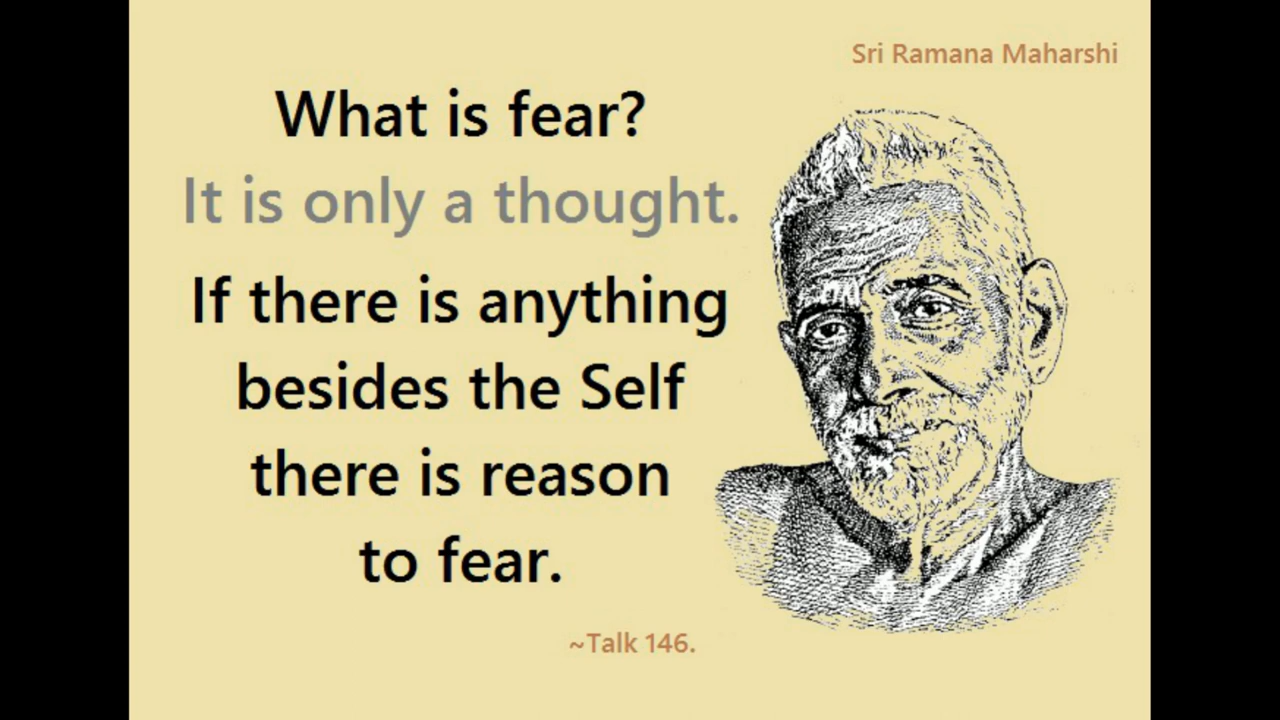 Sri Ramana Maharshi
What is fear?
It is only a thought.
If there is anything
besides the Self
there is reason
to fear.
~Talk 146.